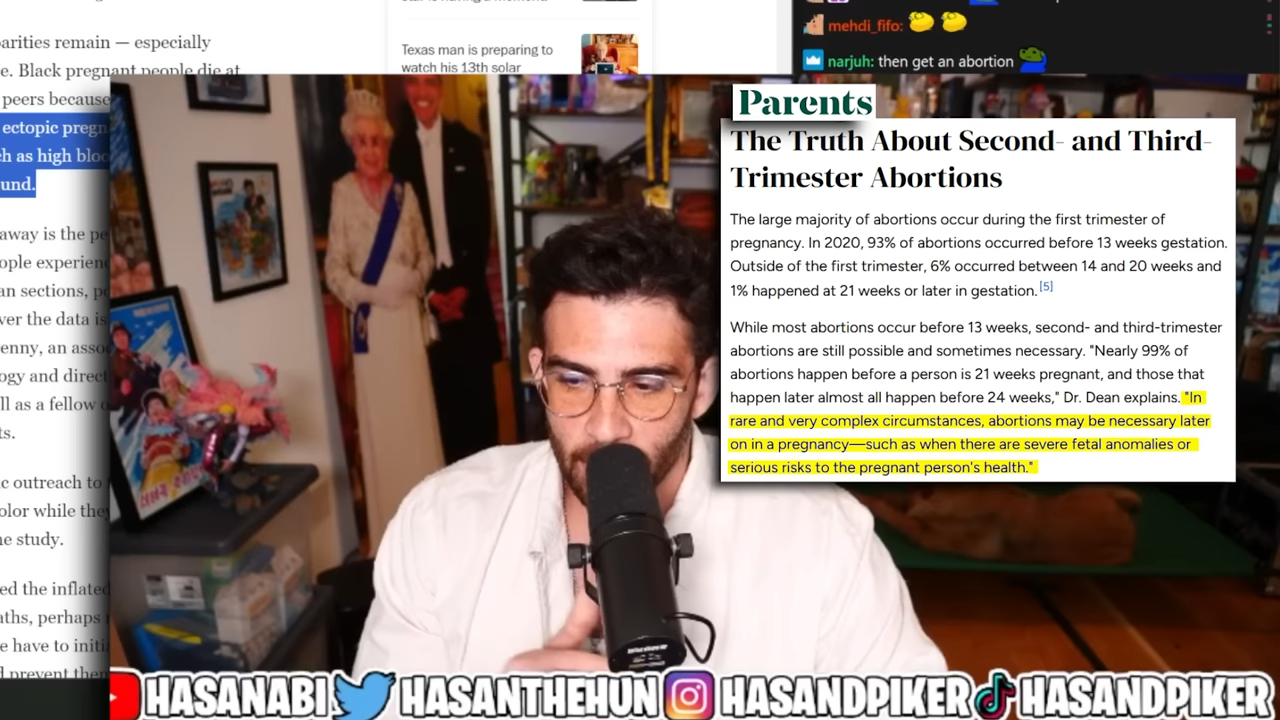 arities remain — especially
e. Black pregnant people die at
peers because
ectopic pregn
h as high bloo
und.
away is the pe
ople experienc
an sections, p
ver the data is
enny, an asso
ogy and direct
ll as a fellow o
ts.
ic outreach to
olor while they
he study.
ed the inflated
ths, perhaps
e have to initi
d prevent them
Texas man is preparing to
watch his 13th solar
mehdi_fifo:
narjuh: then get an abortion
Parents
The Truth About Second- and Third-
Trimester Abortions
The large majority of abortions occur during the first trimester of
pregnancy. In 2020, 93% of abortions occurred before 13 weeks gestation.
Outside of the first trimester, 6% occurred between 14 and 20 weeks and
1% happened at 21 weeks or later in gestation. [5]
While most abortions occur before 13 weeks, second- and third-trimester
abortions are still possible and sometimes necessary. "Nearly 99% of
abortions happen before a person is 21 weeks pregnant, and those that
happen later almost all happen before 24 weeks," Dr. Dean explains. "In
rare and very complex circumstances, abortions may be necessary later
on in a pregnancy—such as when there are severe fetal anomalies or
serious risks to the pregnant person's health."
HASANABI HASANTHEHUN HASANDPIKER HASANDPIKER